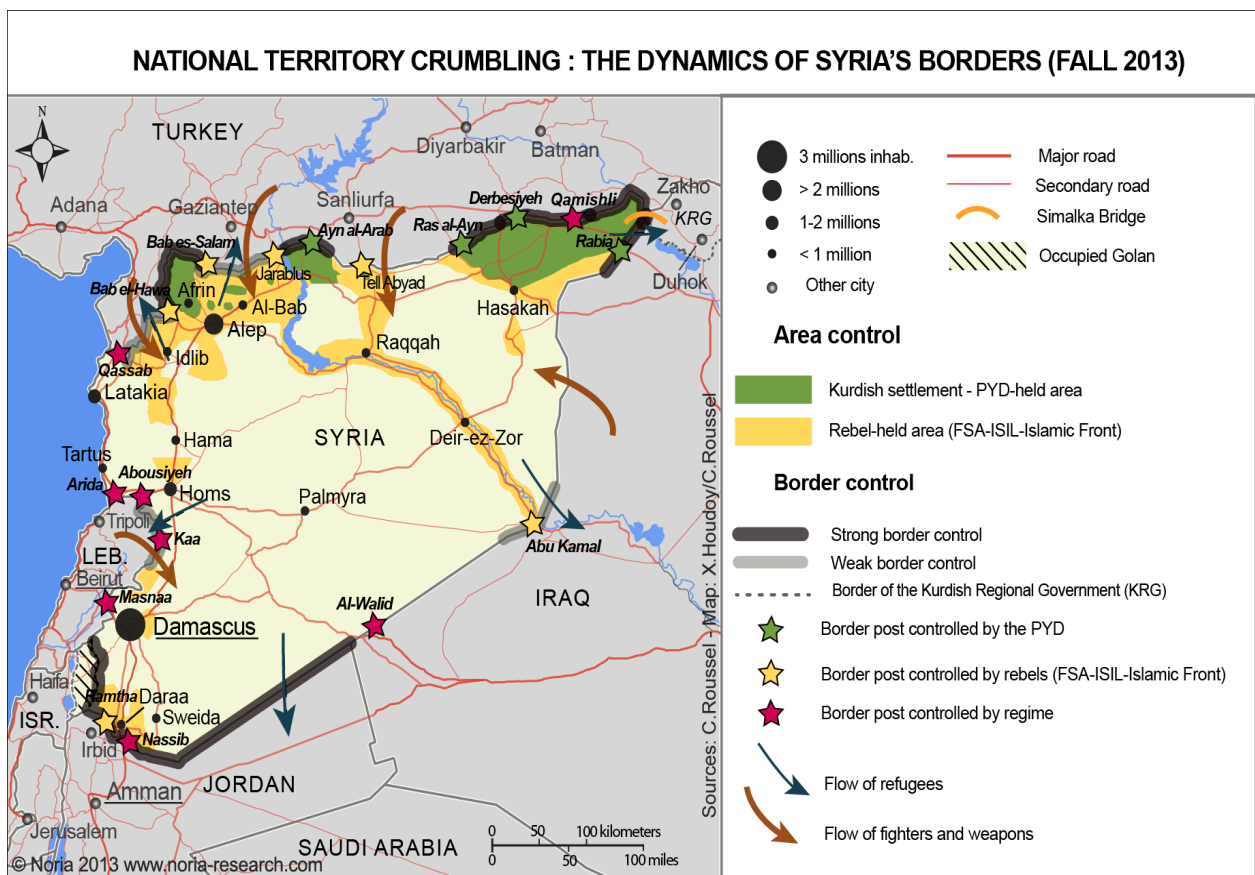 NATIONAL TERRITORY CRUMBLING : THE DYNAMICS OF SYRIA'S BORDERS (FALL 2013)
N
TURKEY
Diyarbakir
Batman
Adana
Gaziantep
Sanliurfa
Derbesiyeh
Qamishli
Zakho
KRG
Bab es-Salam
Ayn al-Arab
Ras al-Ayn
Rabia
Jarablus
Tell Abyad
Duhok
Bab el-Hawa
Afrin
Al-Bab
Hasakah
Alep
Idlib
Raqqah
Qassab
Latakia
SYRIA
Hama
Deir-ez-Zor
Tartus
Abousiyeh
Arida
Homs
Palmyra
Tripoli
Kaa
Abu Kamal
LEB.
Beirut
Masnaa
Al-Walid
IRAQ
Damascus
Haifa
Ramtha
Daraa
ISR.
Sweida
Irbid
Nassib
JORDAN
Amman
Jerusalem
SAUDI ARABIA
0 50 100 kilometers
0 50 100 miles
© Noria 2013 www.noria-research.com
Sources: C.Roussel - Map: X.Houdoy/C.Roussel
3 millions inhab.
> 2 millions
1-2 millions
< 1 million
Other city
Major road
Secondary road
Simalka Bridge
Occupied Golan
Area control
Kurdish settlement - PYD-held area
Rebel-held area (FSA-ISIL-Islamic Front)
Border control
Strong border control
Weak border control
Border of the Kurdish Regional Government (KRG)
Border post controlled by the PYD
Border post controlled by rebels (FSA-ISIL-Islamic Front)
Border post controlled by regime
Flow of refugees
Flow of fighters and weapons